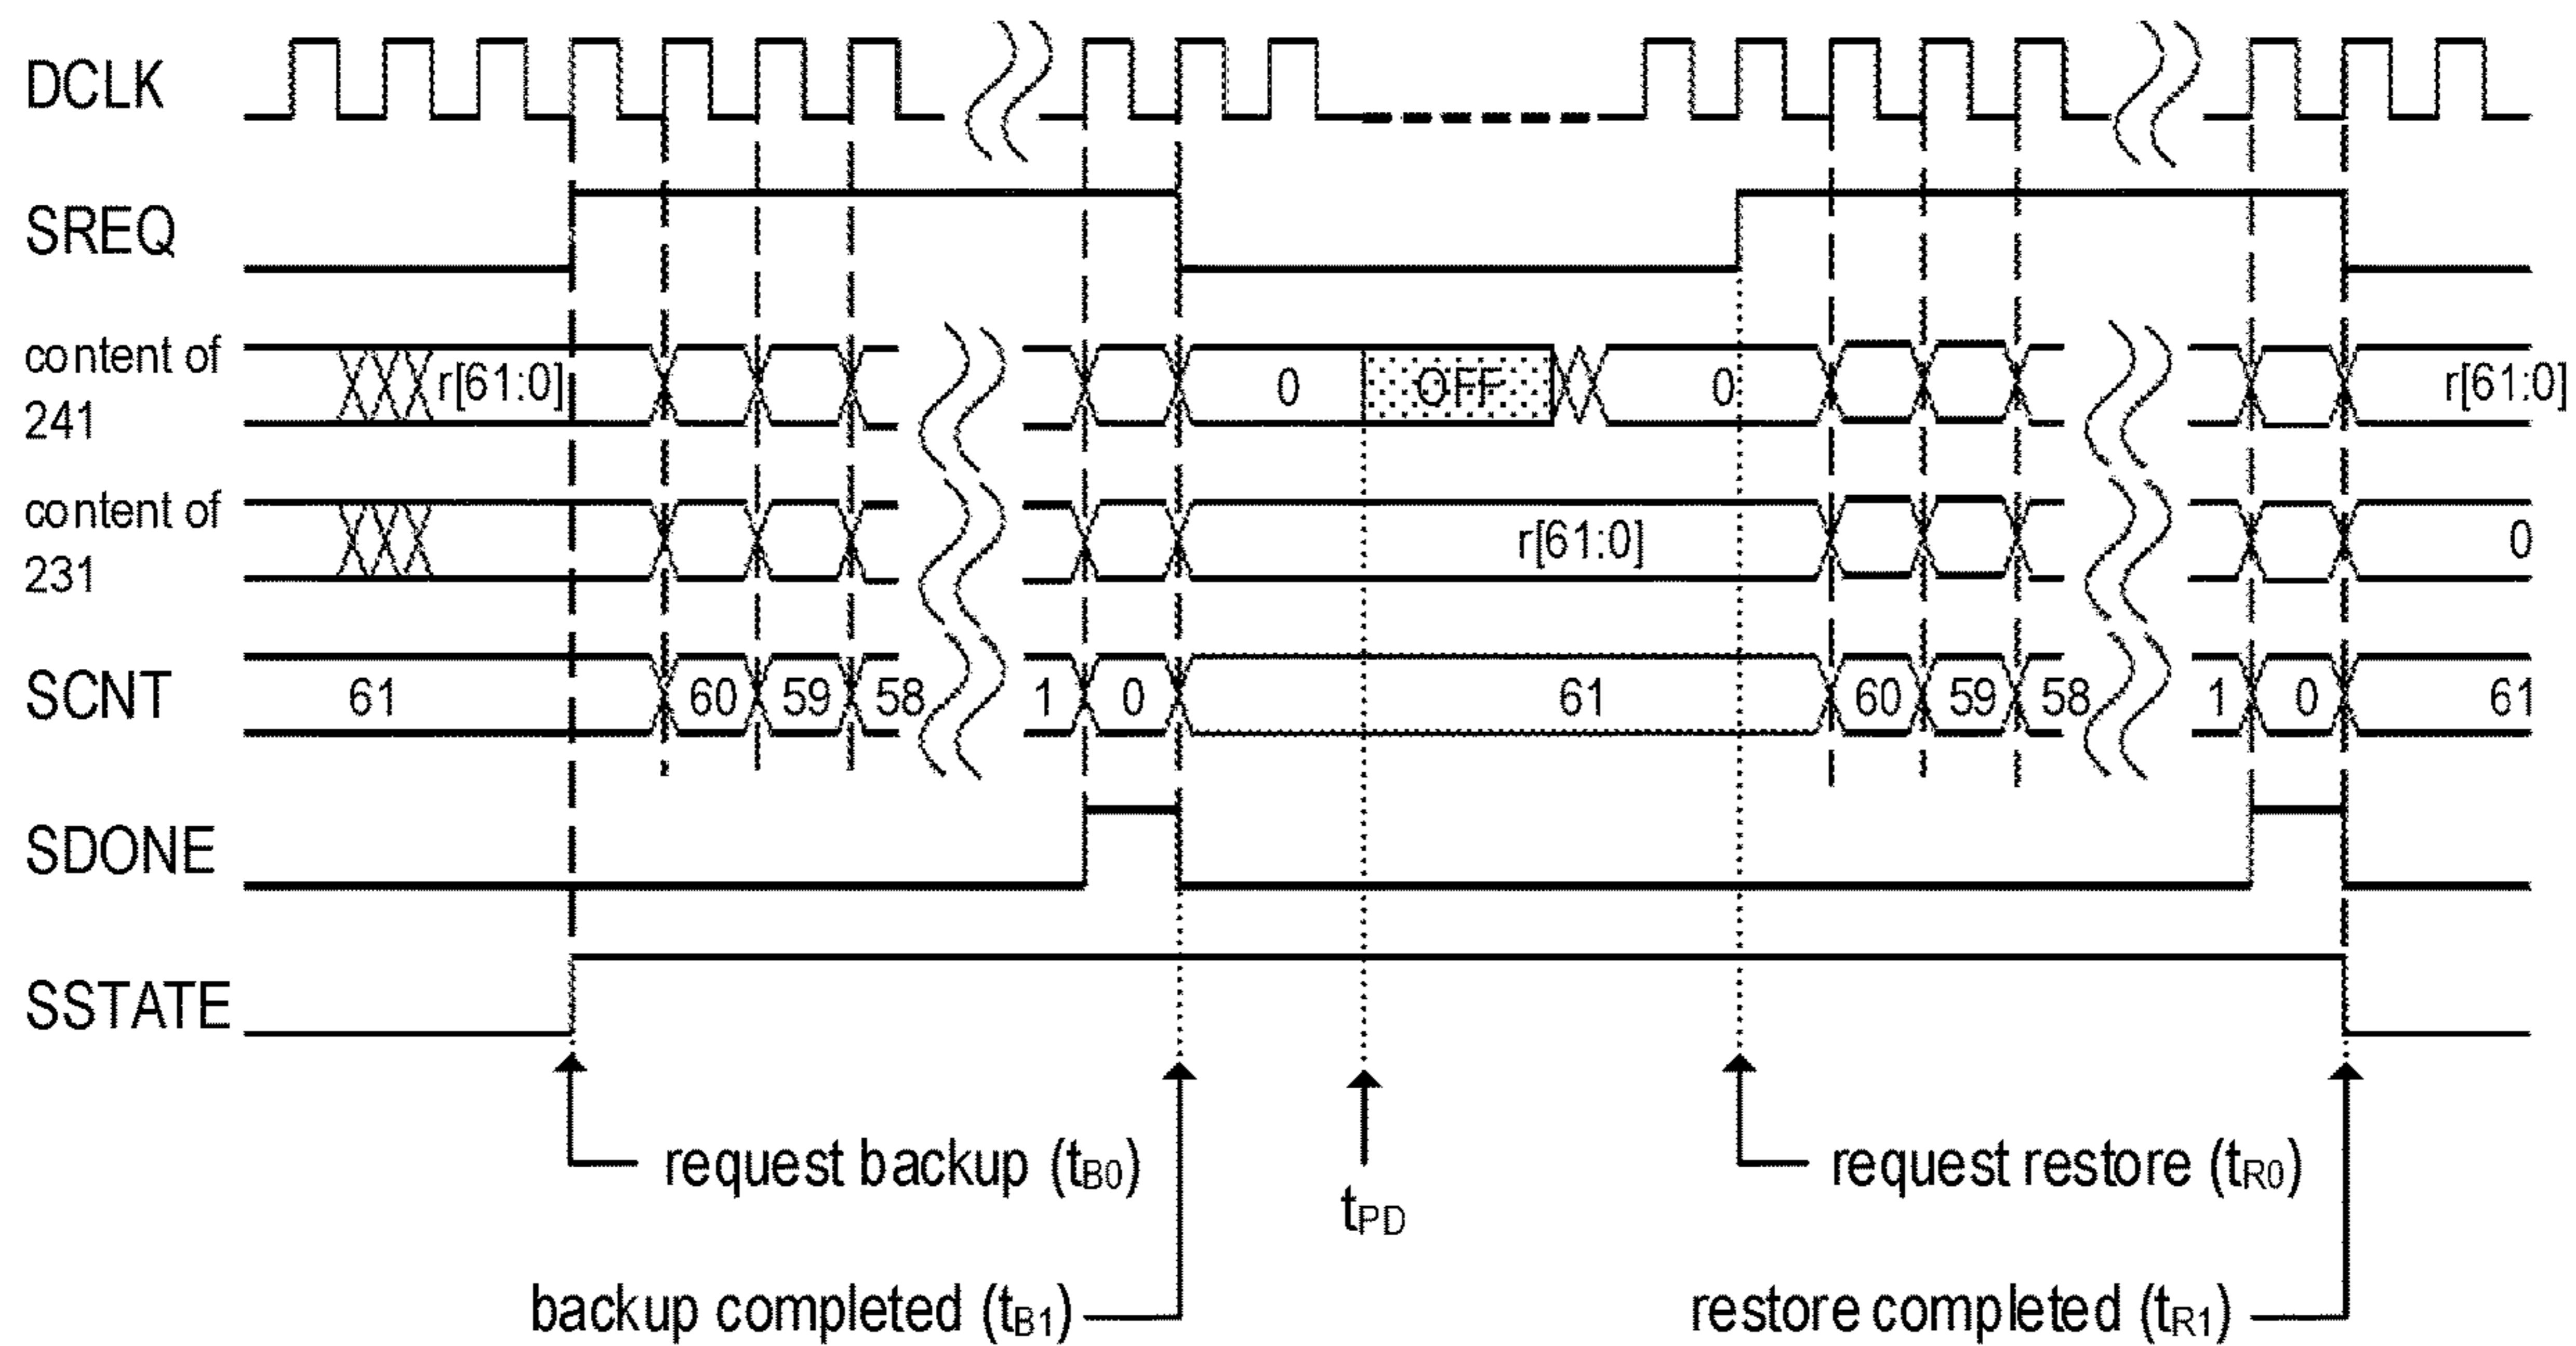 DCLK
SREQ
content of
241
r[61:0] 0 OFF 0 r[61:0]
content of
231
r[61:0] 0
SCNT 61 60 59 58 1 0 61 60 59 58 1 0 61
SDONE
SSTATE
request backup (tB0) request restore (tR0)
tPD
backup completed (tB1) restore completed (tR1)